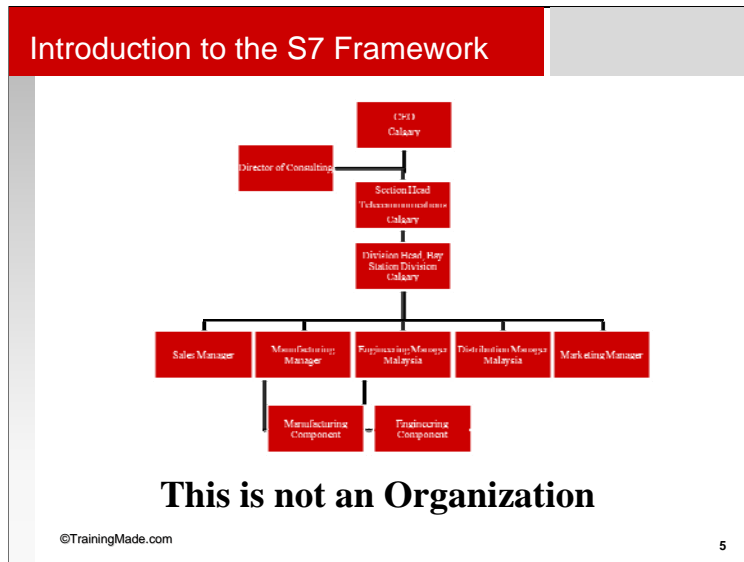 Introduction to the S7 Framework
CEO
Calgary
Director of Consulting
Section Head
Telecommunications
Calgary
Division Head, Bay
Station Division
Calgary
Sales Manager
Manufacturing
Manager
Engineering Manager
Malaysia
Distribution Manager
Malaysia
Marketing Manager
Manufacturing
Component
Engineering
Component
This is not an Organization
©TrainingMade.com
5